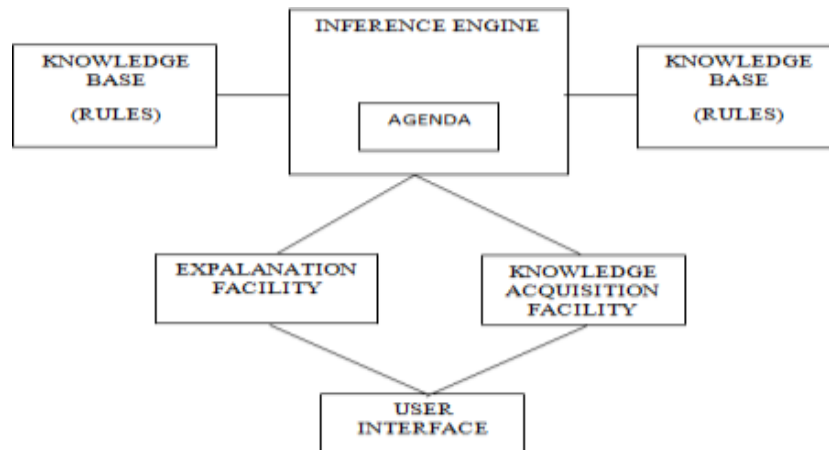 INFERENCE ENGINE
KNOWLEDGE
BASE
(RULES)
AGENDA
KNOWLEDGE
BASE
(RULES)
EXPALANATION
FACILITY
KNOWLEDGE
ACQUISITION
FACILITY
USER
INTERFACE